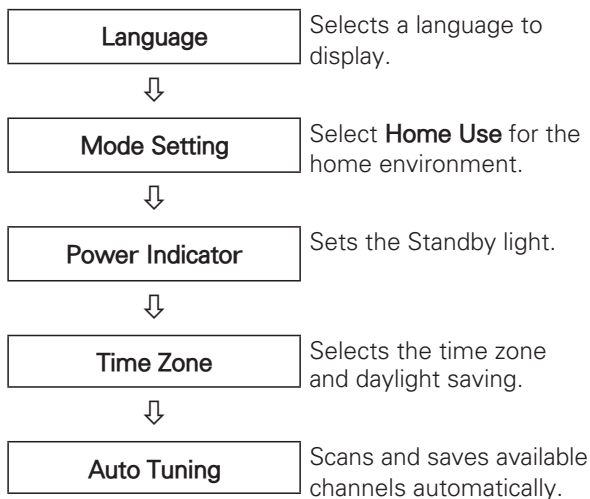 Language
Selects a language to
display.
Mode Setting
Select Home Use for the
home environment.
Power Indicator
Sets the Standby light.
Time Zone
Selects the time zone
and daylight saving.
Auto Tuning
Scans and saves available
channels automatically.